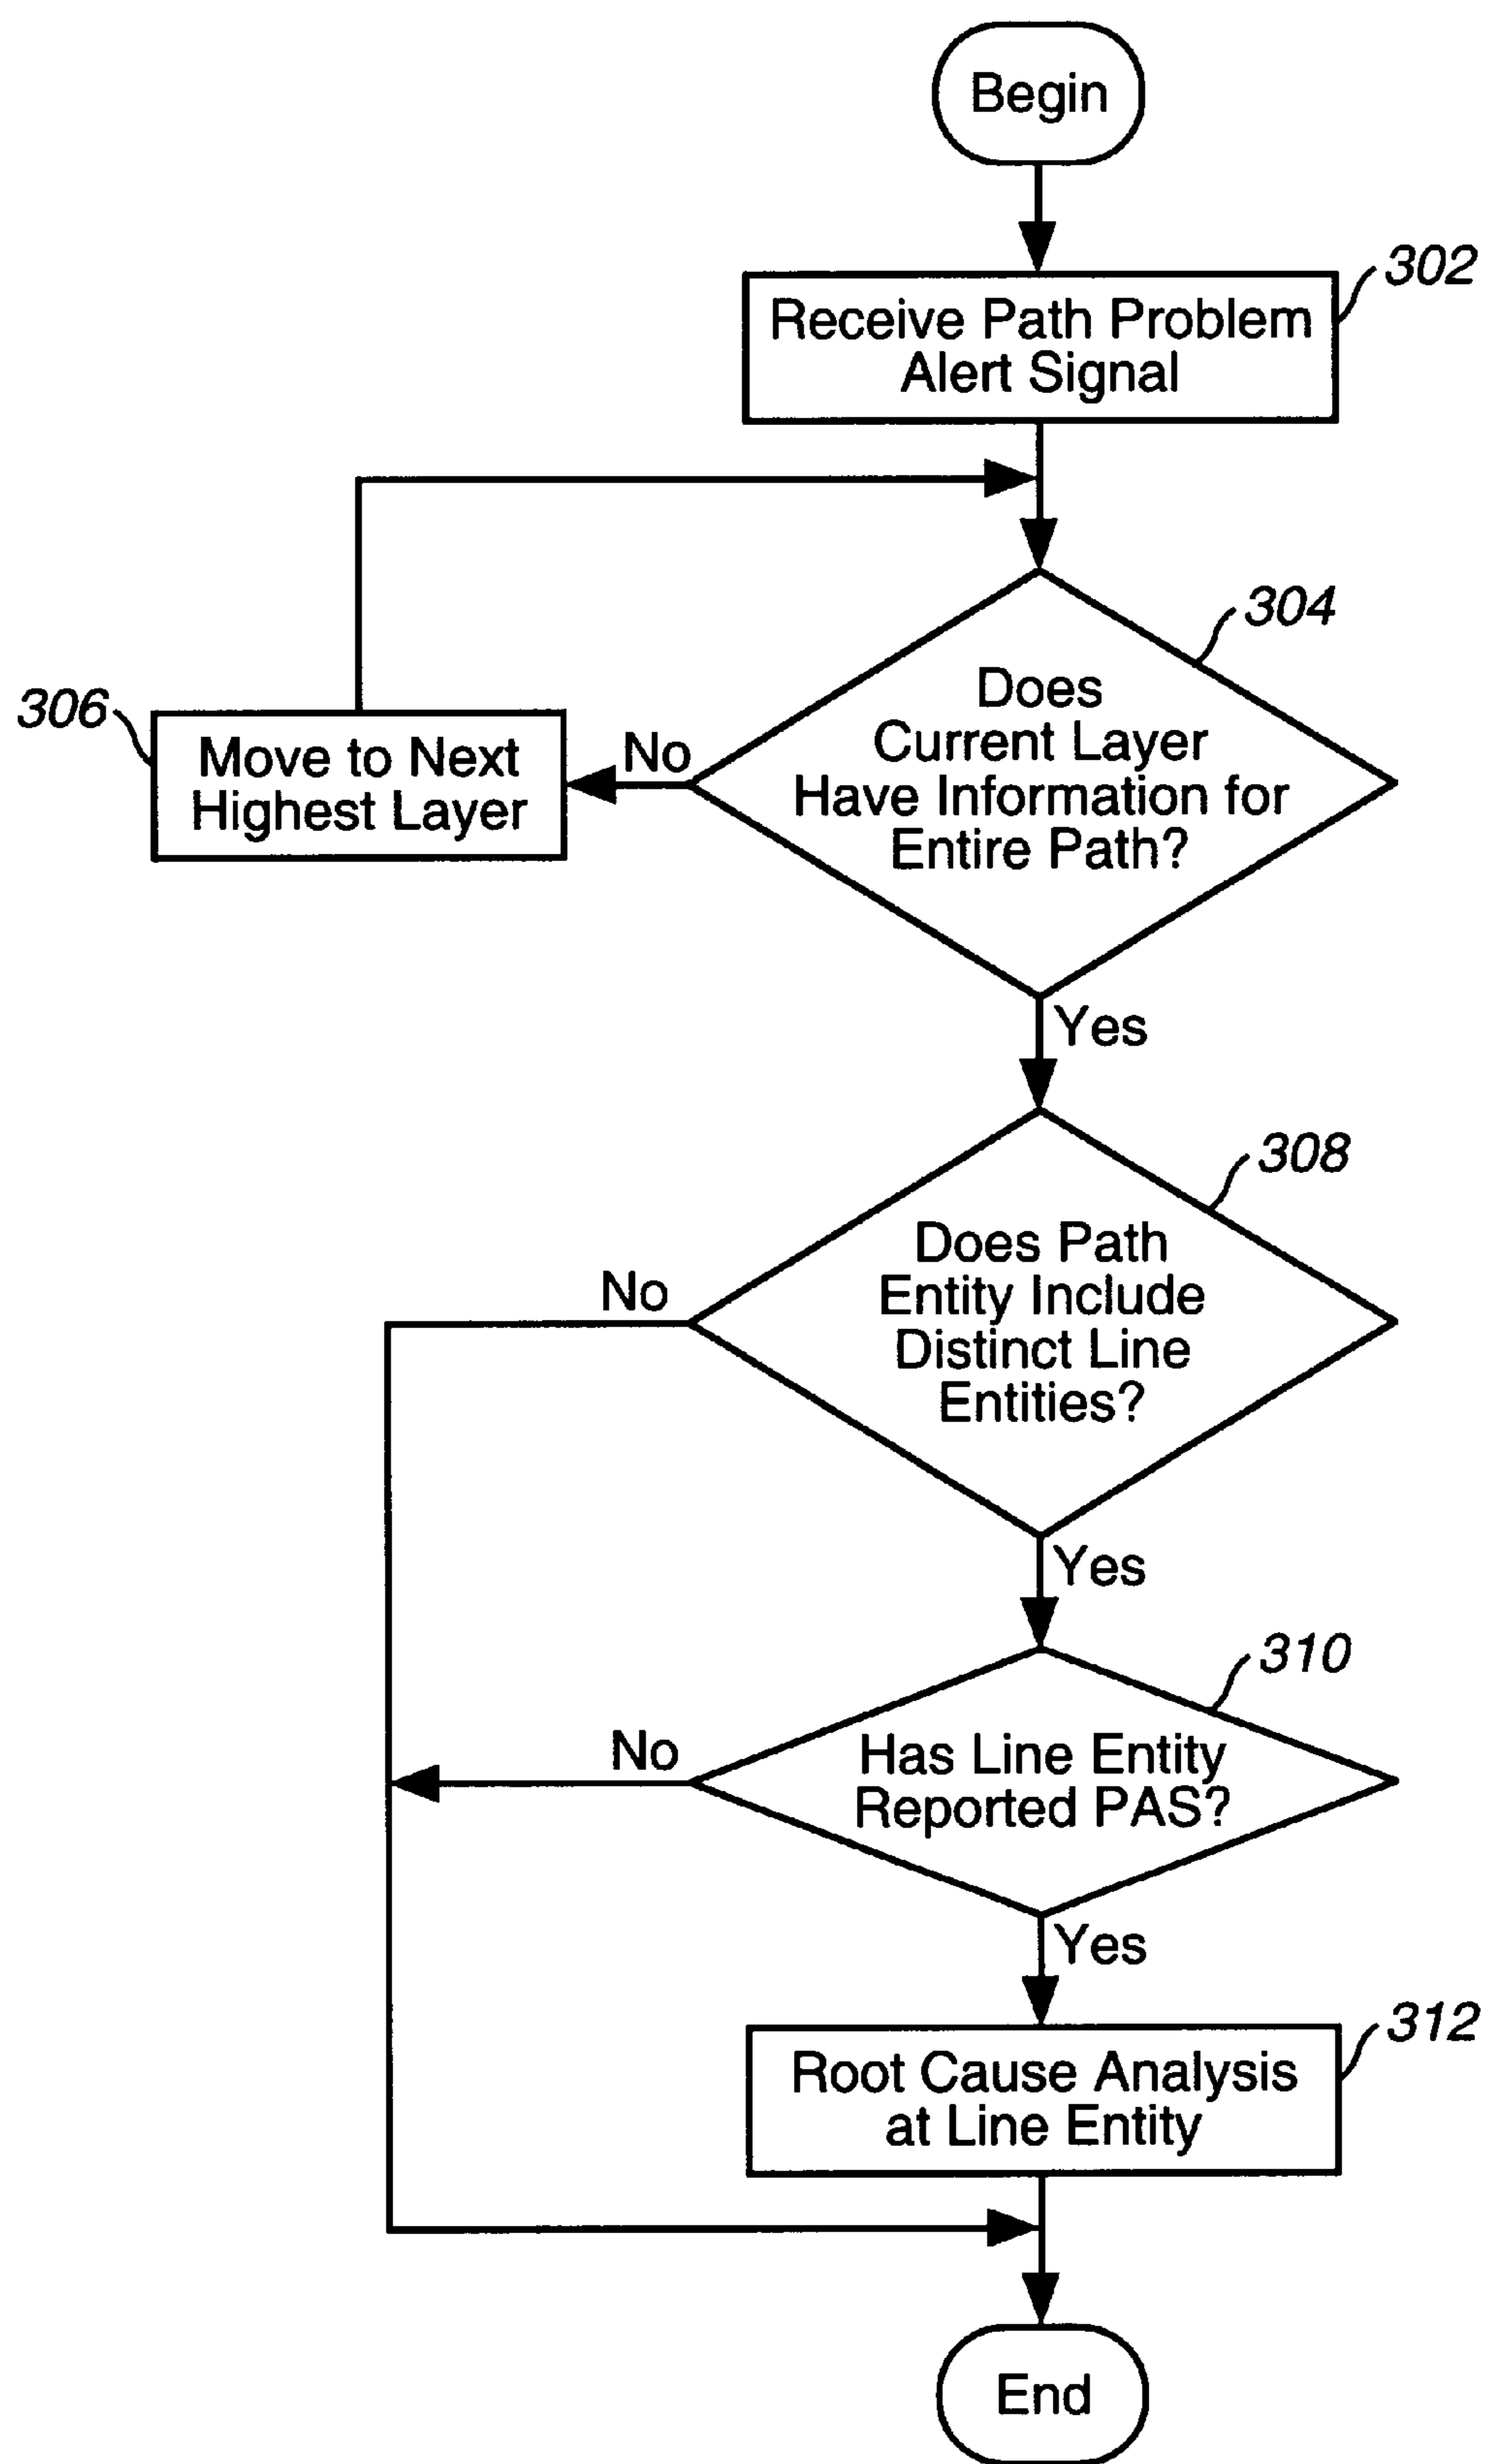 Begin
302
Receive Path Problem
Alert Signal
304
Does
Current Layer
Have Information for
Entire Path?
No
306
Move to Next
Highest Layer
Yes
308
Does Path
Entity Include
Distinct Line
Entities?
No
Yes
310
Has Line Entity
Reported PAS?
No
Yes
312
Root Cause Analysis
at Line Entity
End